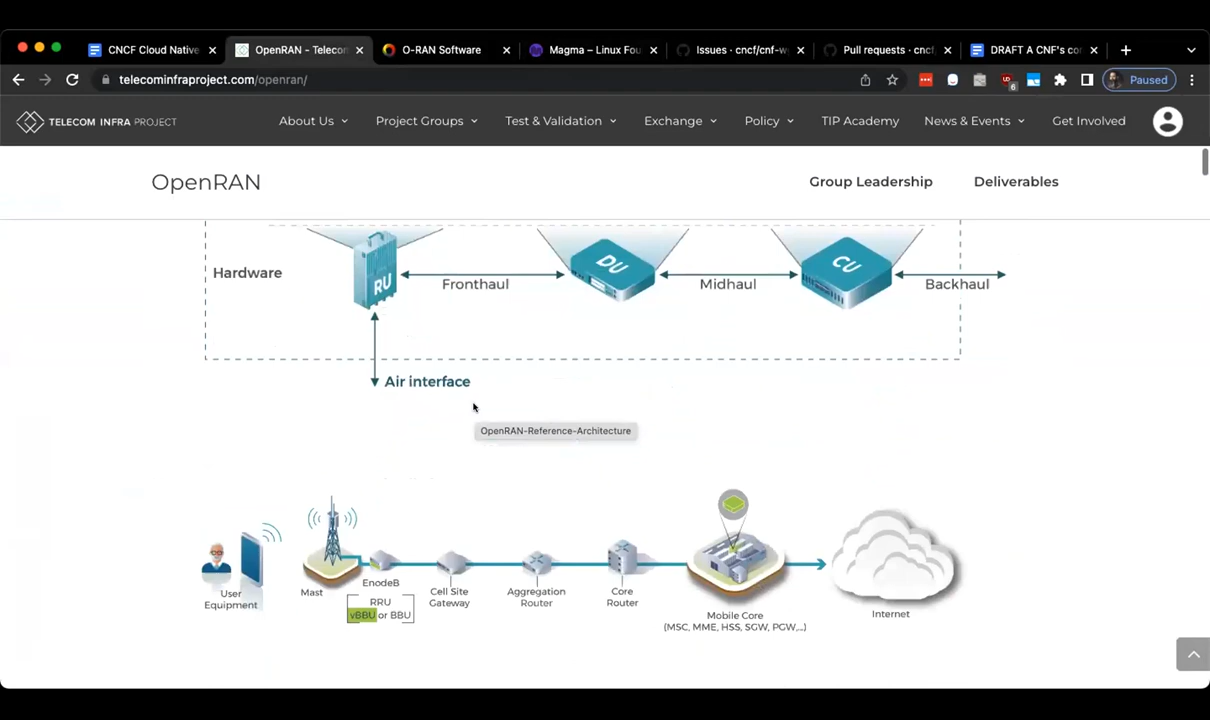 CNCF Cloud Native
OpenRAN - Telecon
O-RAN Software
Magma – Linux Fou
Issues · cncf/cnf-w
Pull requests · cncf/
DRAFT A CNF's co
telecominfraproject.com/openran/
6
Paused
TELECOM INFRA PROJECT
About Us
Project Groups
Test & Validation
Exchange
Policy
TIP Academy
News & Events
Get Involved
OpenRAN
Group Leadership
Deliverables
Hardware
RU
Fronthaul
DU
Midhaul
CU
Backhaul
Air interface
OpenRAN-Reference-Architecture
User
Equipment
Mast
EnodeB
RRU
vBBU or BBU
Cell Site
Gateway
Aggregation
Router
Core
Router
Mobile Core
(MSC, MME, HSS, SGW, PGW,...)
Internet